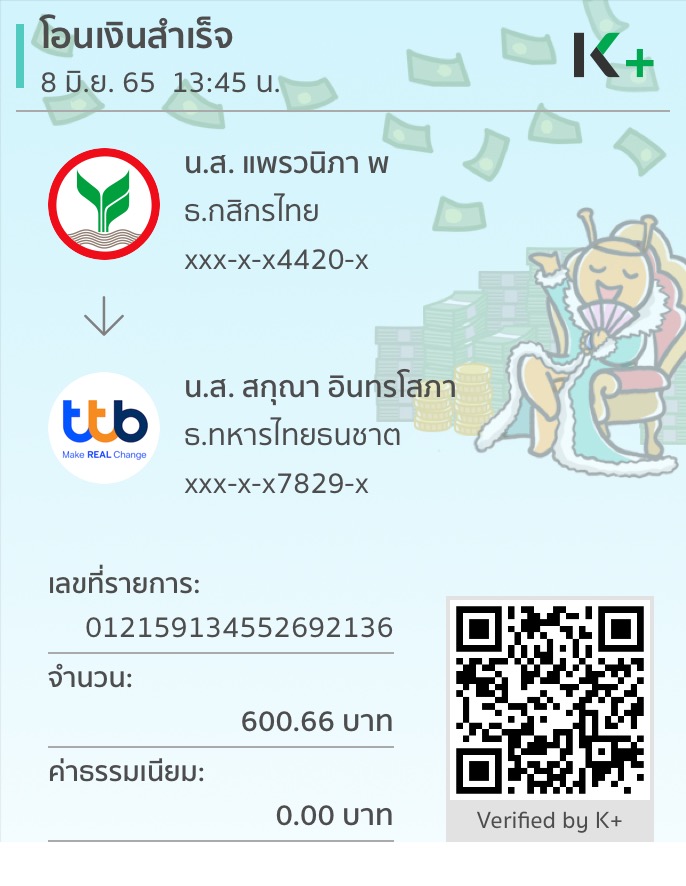 โอนเงินสำเร็จ
8 มิ.ย. 65 13:45 น.
K+
น.ส. แพรวนิภา พ
ธ.กสิกรไทย
xxx-x-x4420-x
ttb
Make REAL Change
น.ส. สกุณา อินทรโสภา
ธ.ทหารไทยธนชาต
xxx-x-x7829-x
เลขที่รายการ:
012159134552692136
จำนวน:
600.66 บาท
ค่าธรรมเนียม:
0.00 บาท
Verified by K+